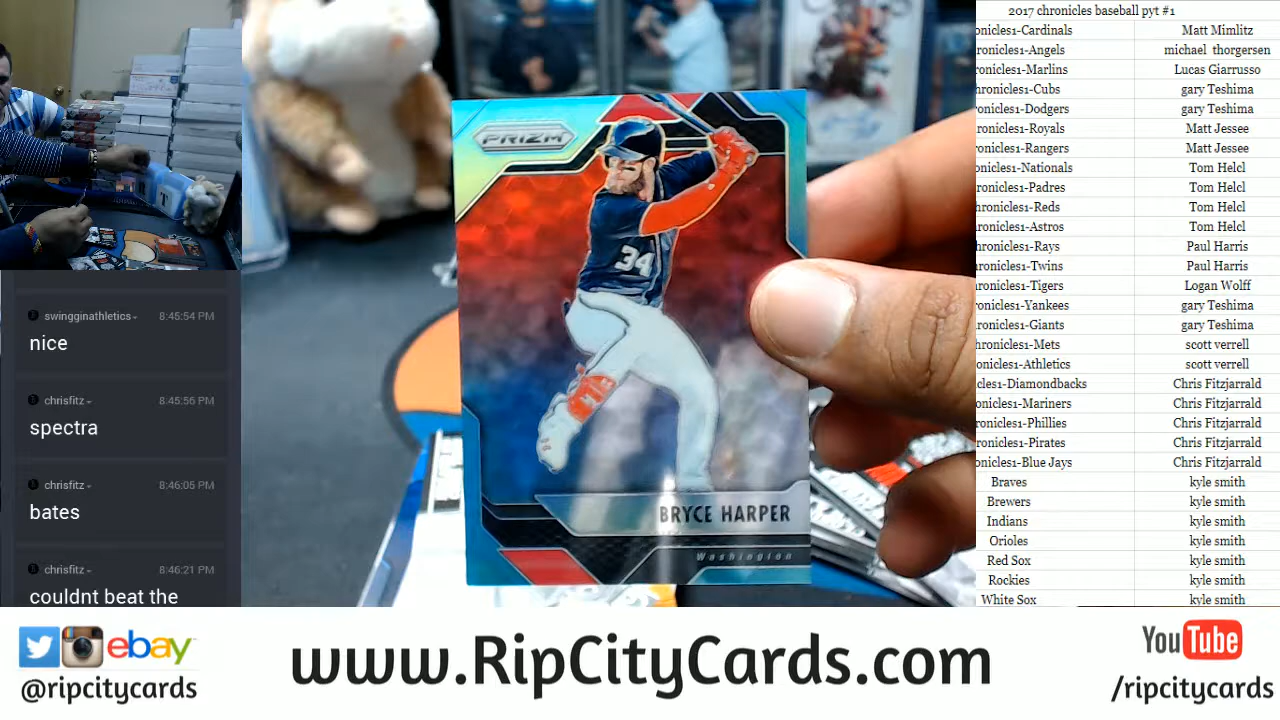 swingginathletics
8:45:54 PM
nice
chrisfitz
8:45:56 PM
spectra
chrisfitz
8:46:05 PM
bates
chrisfitz
8:46:21 PM
couldnt beat the
PRIZM
34
BRYCE HARPER
Washington
T
2017 chronicles baseball pyt #1
onicles1-Cardinals Matt Mimlitz
ronicles1-Angels michael thorgersen
ronicles1-Marlins Lucas Giarrusso
hronicles1-Cubs gary Teshima
ronicles1-Dodgers gary Teshima
ronicles1-Royals Matt Jessee
ronicles1-Rangers Matt Jessee
onicles1-Nationals Tom Helcl
ronicles1-Padres Tom Helcl
hronicles1-Reds Tom Helcl
ronicles1-Astros Tom Helcl
hronicles1-Rays Paul Harris
hronicles1-Twins Paul Harris
ronicles1-Tigers Logan Wolff
ronicles1-Yankees gary Teshima
ronicles1-Giants gary Teshima
hronicles1-Mets scott verrell
onicles1-Athletics scott verrell
cles1-Diamondbacks Chris Fitzjarrald
onicles1-Mariners Chris Fitzjarrald
onicles1-Phillies Chris Fitzjarrald
ronicles1-Pirates Chris Fitzjarrald
onicles1-Blue Jays Chris Fitzjarrald
Braves kyle smith
Brewers kyle smith
Indians kyle smith
Orioles kyle smith
Red Sox kyle smith
Rockies kyle smith
White Sox kyle smith
ebay
@ripcitycards
www.RipCityCards.com
YouTube
/ripcitycards